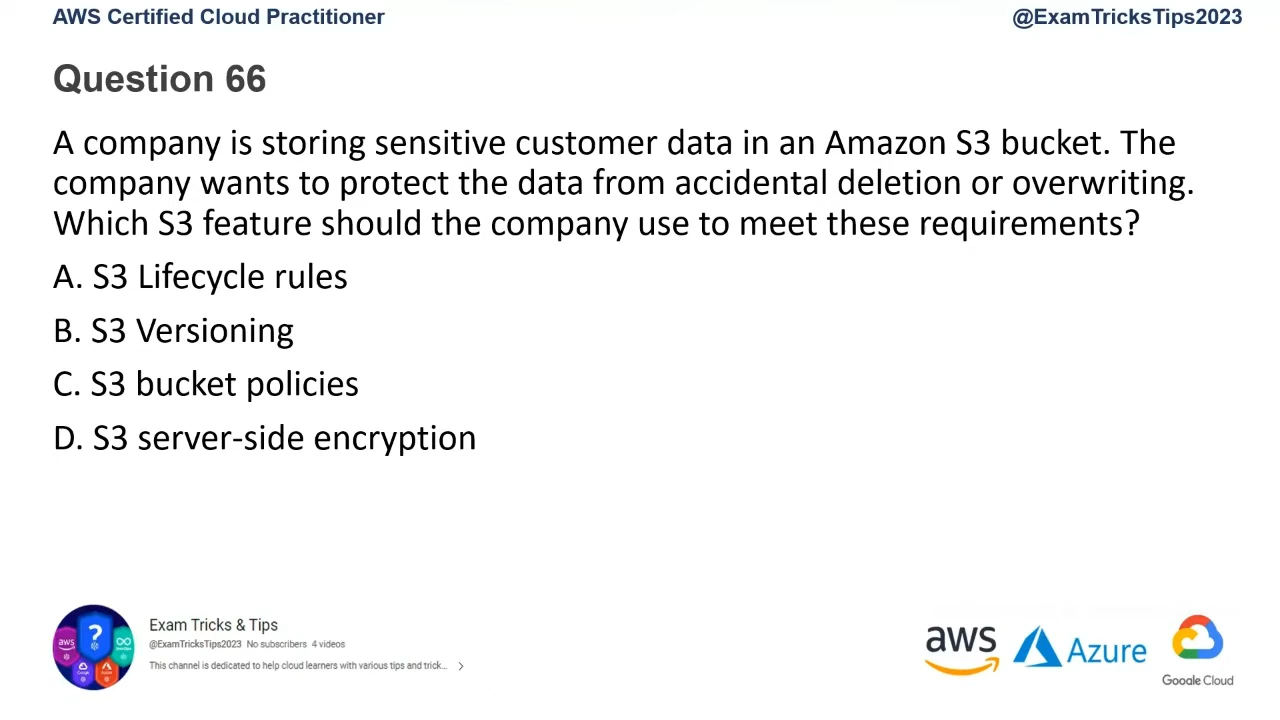 AWS Certified Cloud Practitioner
@ExamTricksTips2023
Question 66
A company is storing sensitive customer data in an Amazon S3 bucket. The
company wants to protect the data from accidental deletion or overwriting.
Which S3 feature should the company use to meet these requirements?
A. S3 Lifecycle rules
B. S3 Versioning
C. S3 bucket policies
D. S3 server-side encryption
?
aws
Exam Tricks & Tips
@ExamTricksTips2023 No subscribers 4 videos
This channel is dedicated to help cloud learners with various tips and trick...
aws
Azure
Google Cloud